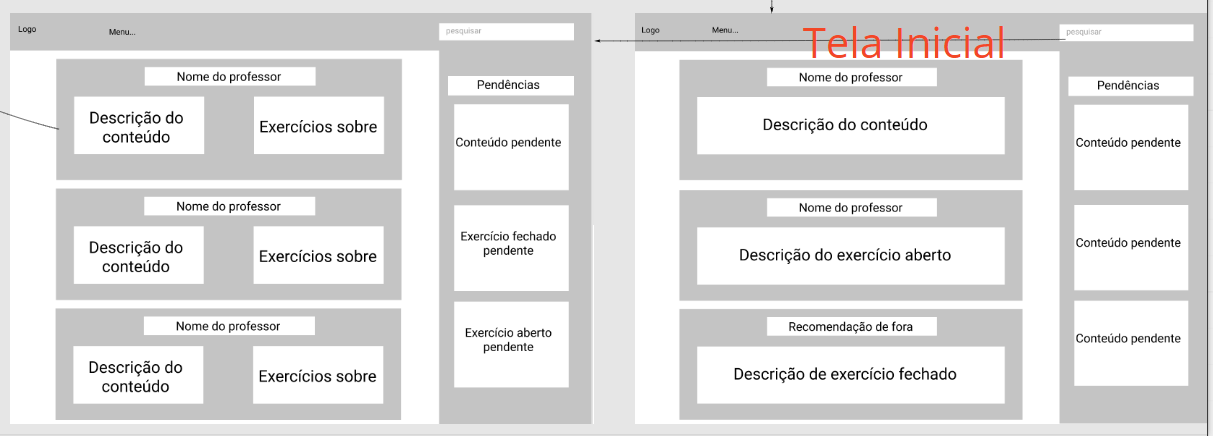 Logo
Menu...
pesquisar
Nome do professor
Descrição do
conteúdo
Exercícios sobre
Nome do professor
Descrição do
conteúdo
Exercícios sobre
Nome do professor
Descrição do
conteúdo
Exercícios sobre
Pendências
Conteúdo pendente
Exercício fechado
pendente
Exercício aberto
pendente
Logo
Menu...
Tela Inicial
pesquisar
Nome do professor
Descrição do conteúdo
Nome do professor
Descrição do exercício aberto
Recomendação de fora
Descrição de exercício fechado
Pendências
Conteúdo pendente
Conteúdo pendente
Conteúdo pendente